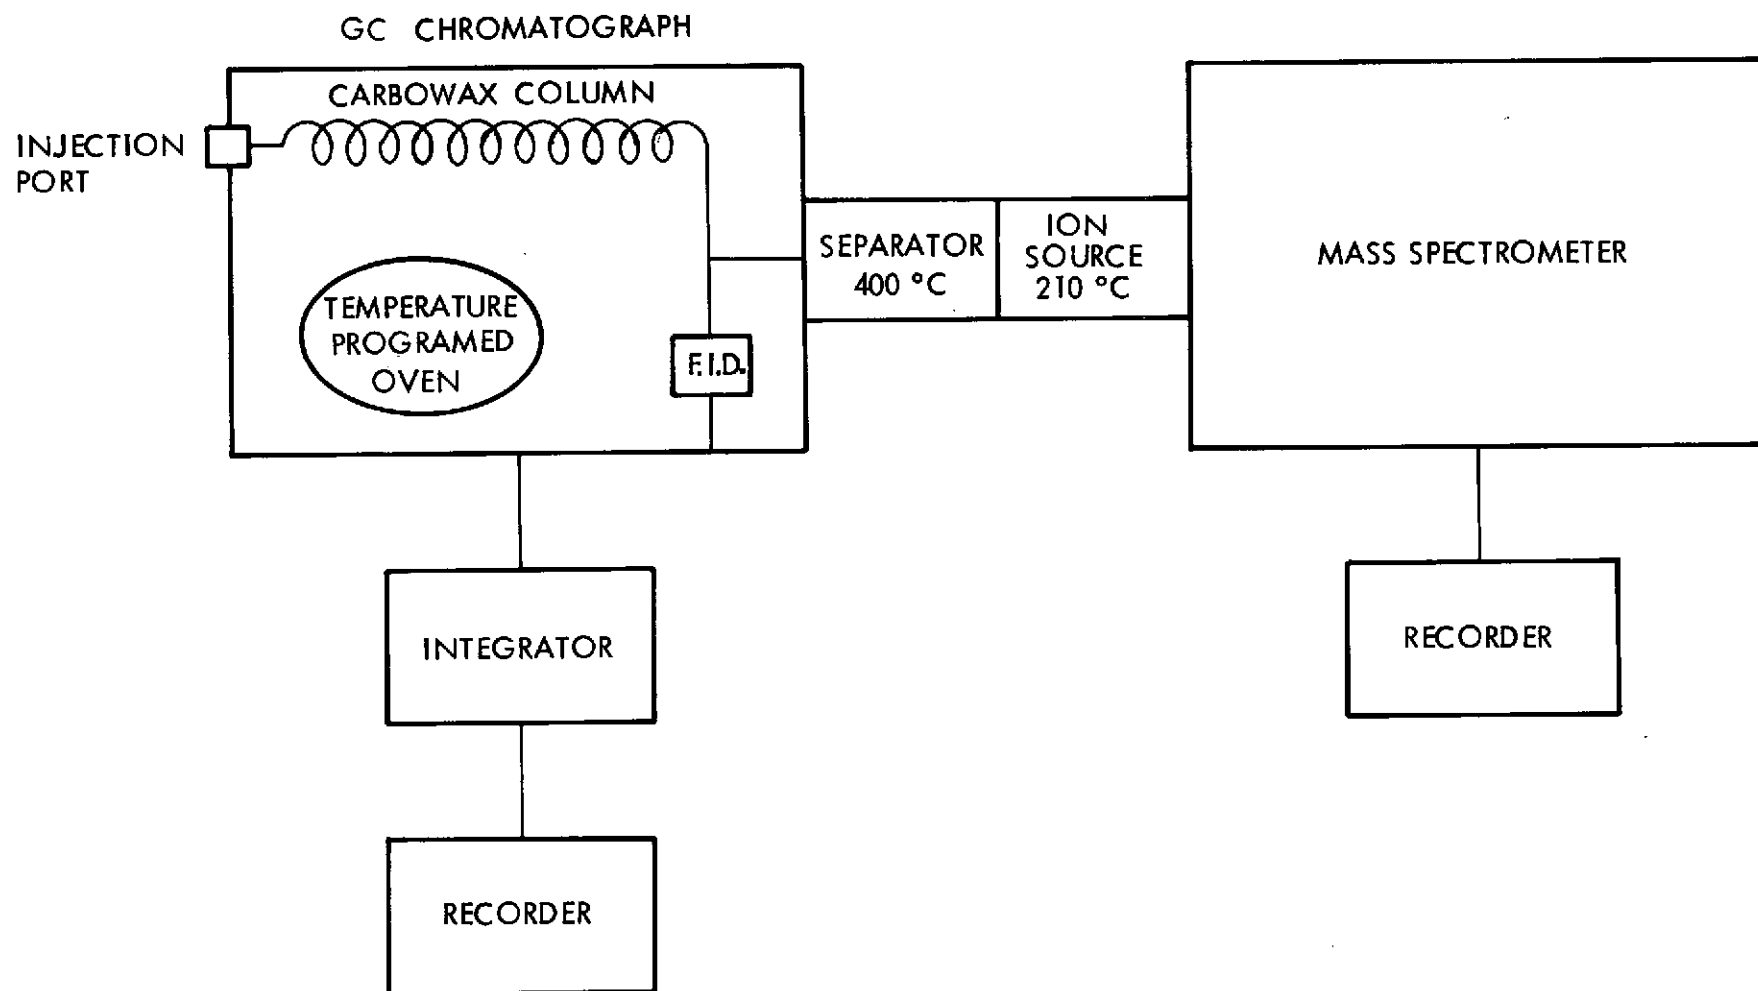 GC CHROMATOGRAPH
CARBOWAX COLUMN
INJECTION
PORT
TEMPERATURE
PROGRAMED
OVEN
F.I.D.
SEPARATOR
400 °C
ION
SOURCE
210 °C
MASS SPECTROMETER
INTEGRATOR
RECORDER
RECORDER